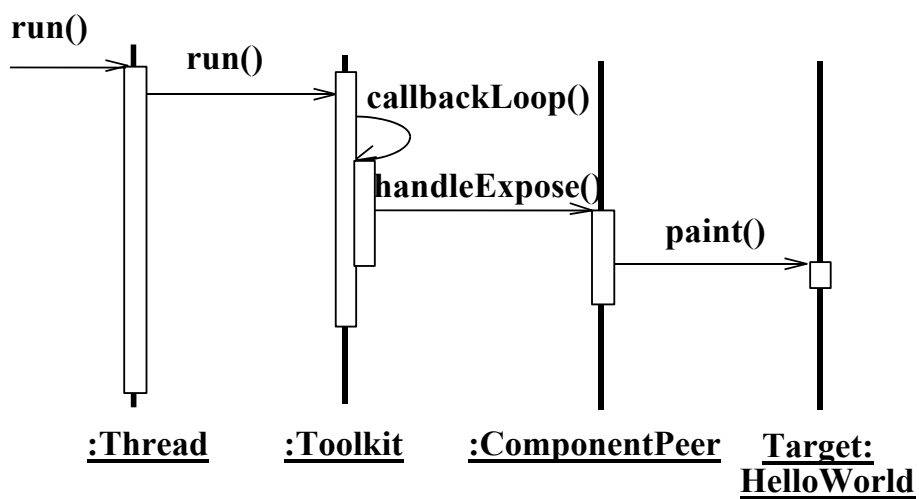 run()
run()
callbackLoop()
handleExpose()
paint()
:Thread
:Toolkit
:ComponentPeer
Target:
HelloWorld